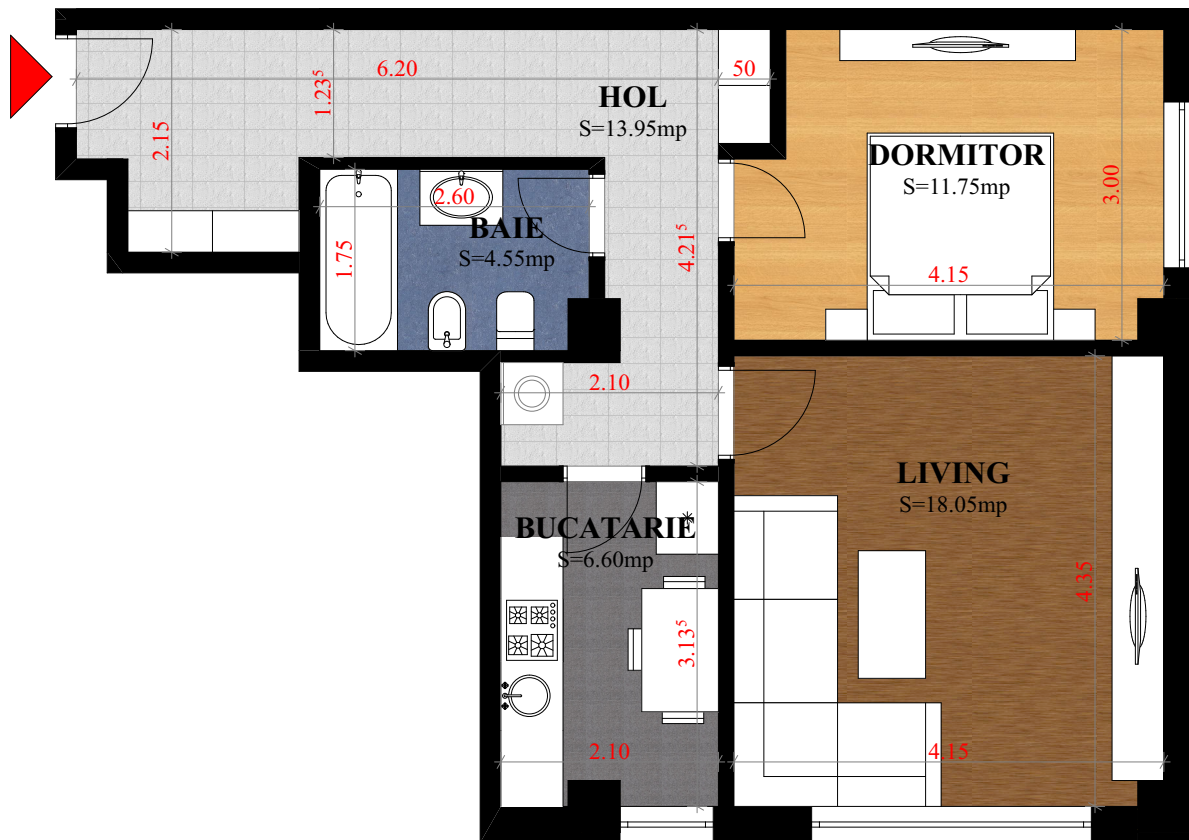 6.20
50
1.23⁵
2.15
HOL
S=13.95mp
DORMITOR
S=11.75mp
3.00
2.60
BAIE
S=4.55mp
1.75
4.21⁵
4.15
2.10
LIVING
S=18.05mp
BUCATARIE
S=6.60mp
4.35
3.13⁵
2.10
4.15